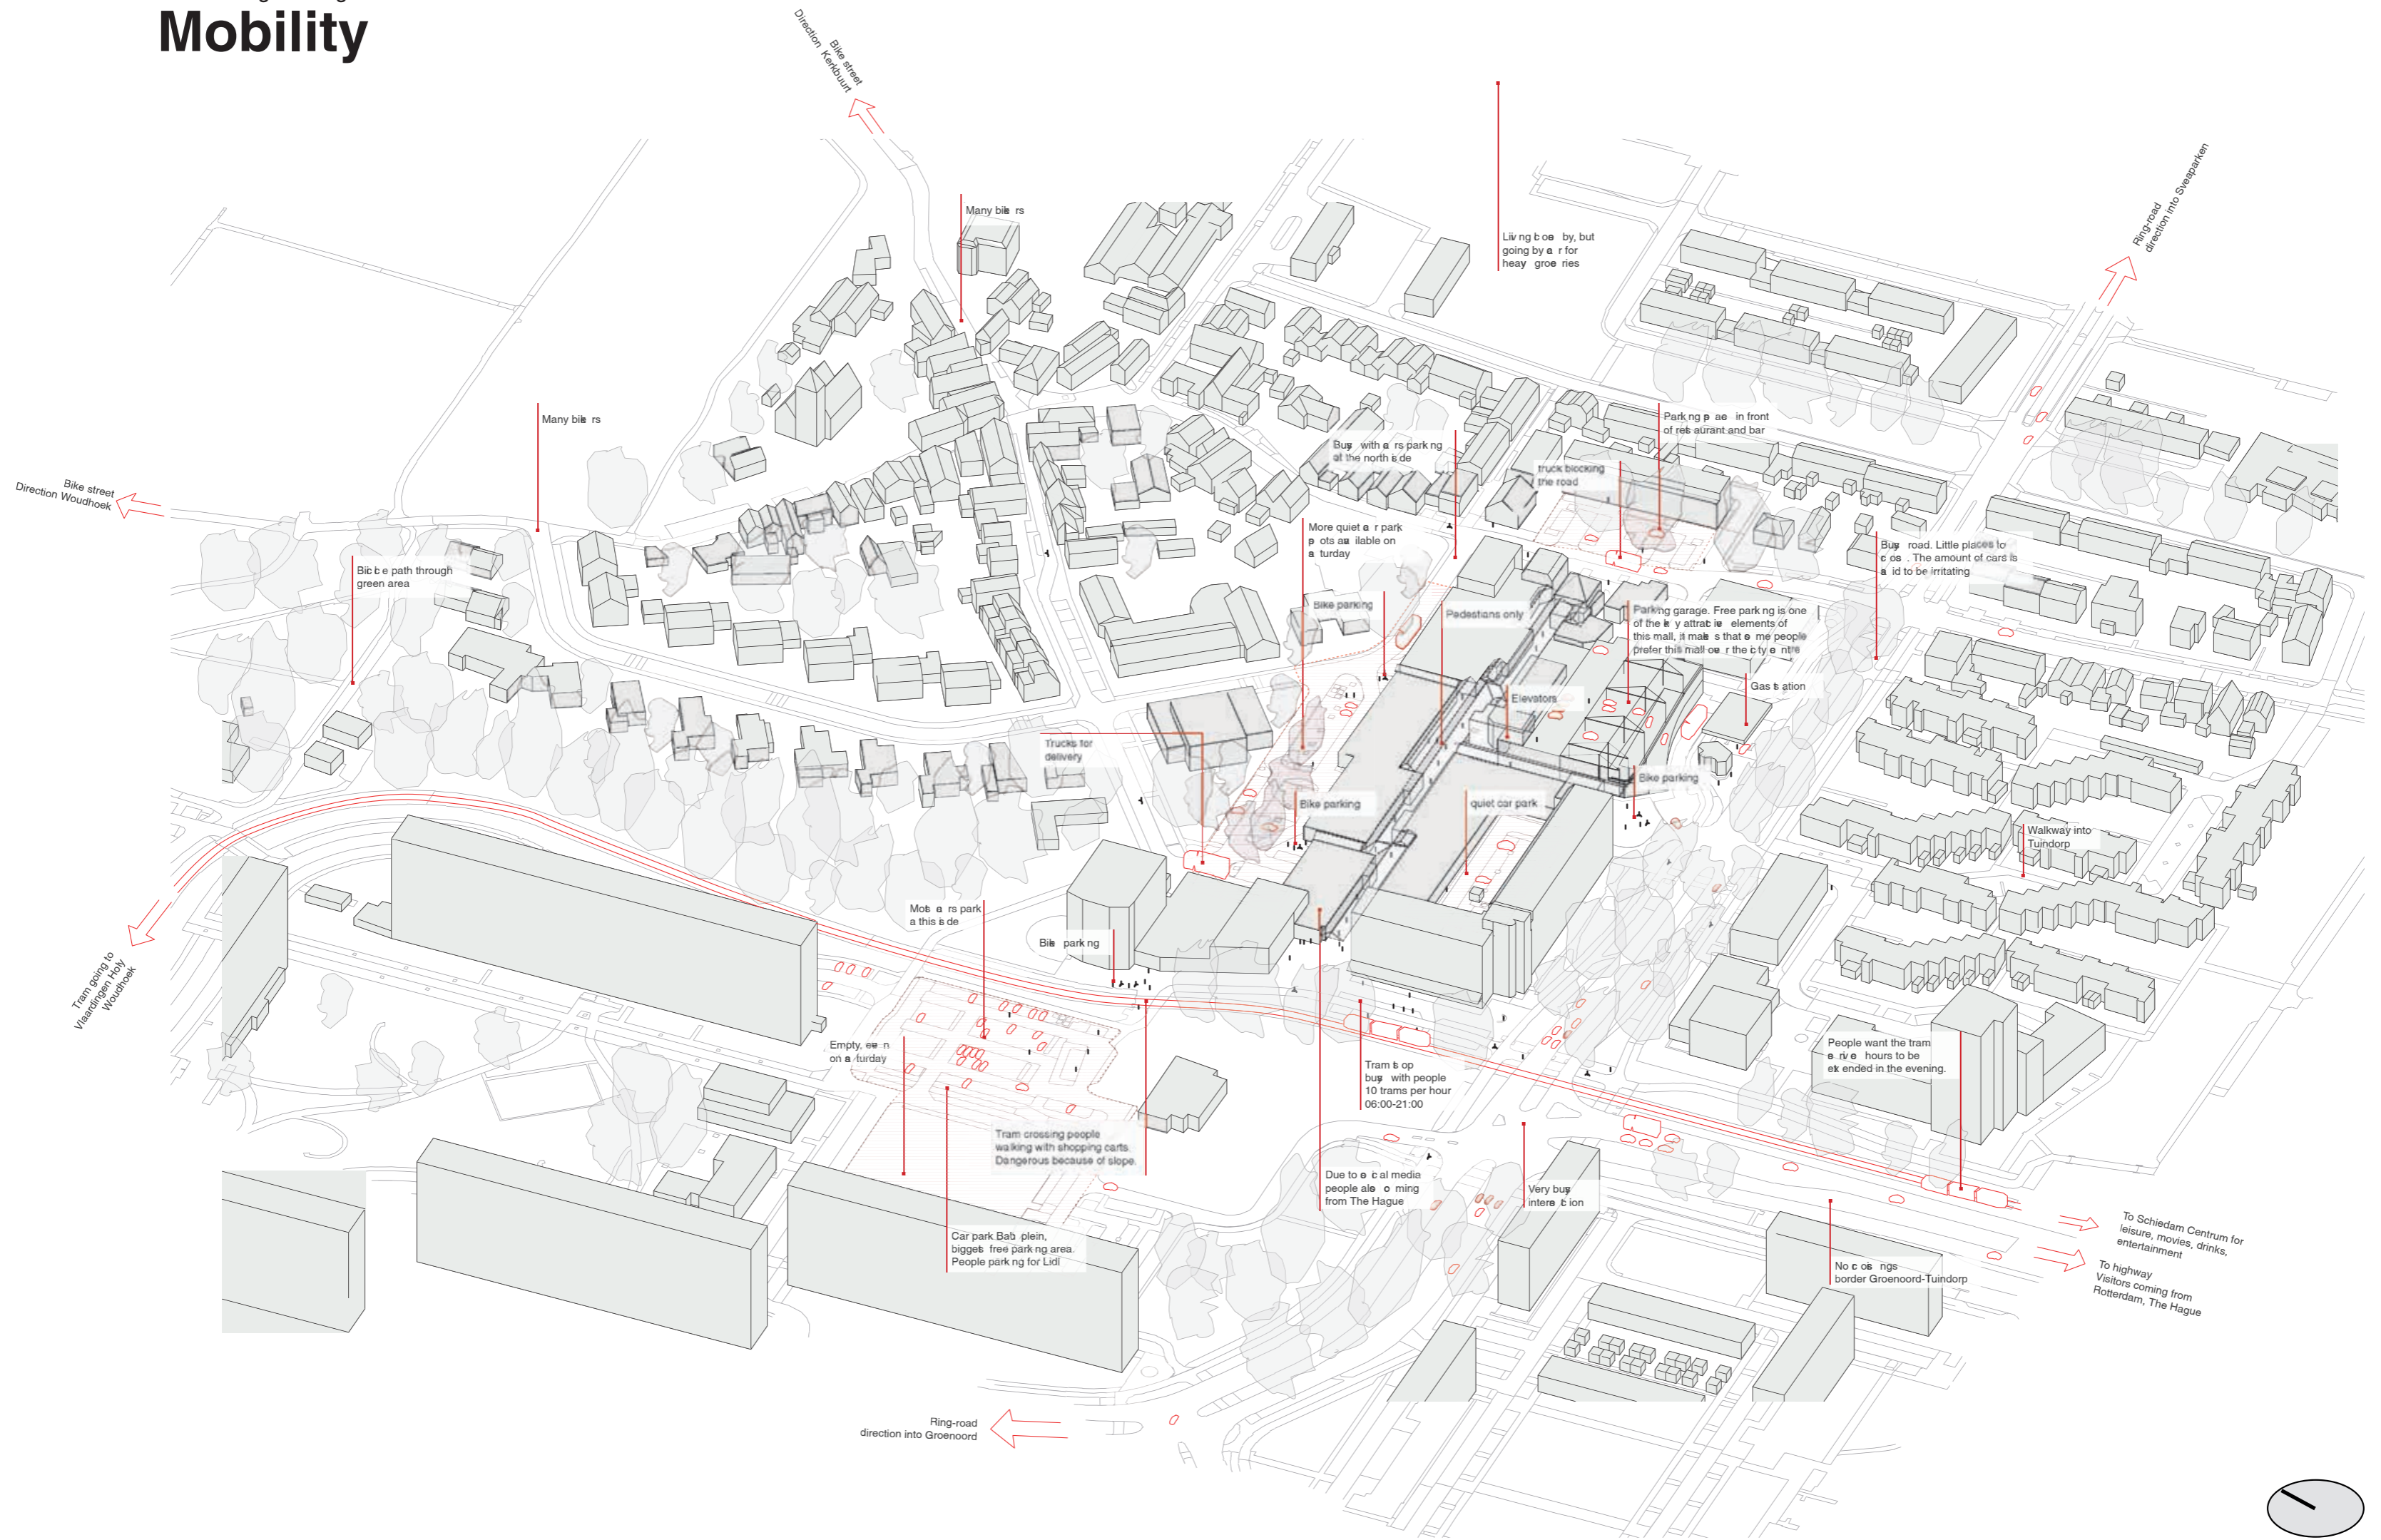 Mobility
Bike street
Direction Kerkbuurt
Ring-road
direction into Sveaparken
Many bikers
Living close by, but
going by car for
heavy groceries
Many bikers
Bike street
Direction Woudhoek
Parking space in front
of restaurant and bar
Busy with cars parking
at the north side
truck blocking
the road
More quiet car park
spots available on
saturday
Busy road. Little places to
cross. The amount of cars is
said to be irritating
Bicycle path through
green area
Bike parking
Pedestians only
Parking garage. Free parking is one
of the key attractive elements of
this mall, it makes that some people
prefer this mall over the city centre
Gas station
Elevators
Trucks for
delivery
Bike parking
Bike parking
quiet car park
Walkway into
Tuindorp
Most cars park
a this side
Bike parking
Tram going to
Vlaardingen Holy
Woudhoek
Empty, even
on saturday
People want the tram
service hours to be
extended in the evening.
Tram stop
busy with people
10 trams per hour
06:00-21:00
Tram crossing people
walking with shopping carts.
Dangerous because of slope.
Due to social media
people also coming
from The Hague
Very busy
intersection
Car park Bachplein,
biggest free parking area.
People parking for Lidl
No crossings
border Groenoord-Tuindorp
To Schiedam Centrum for
leisure, movies, drinks,
entertainment
To highway
Visitors coming from
Rotterdam, The Hague
Ring-road
direction into Groenoord